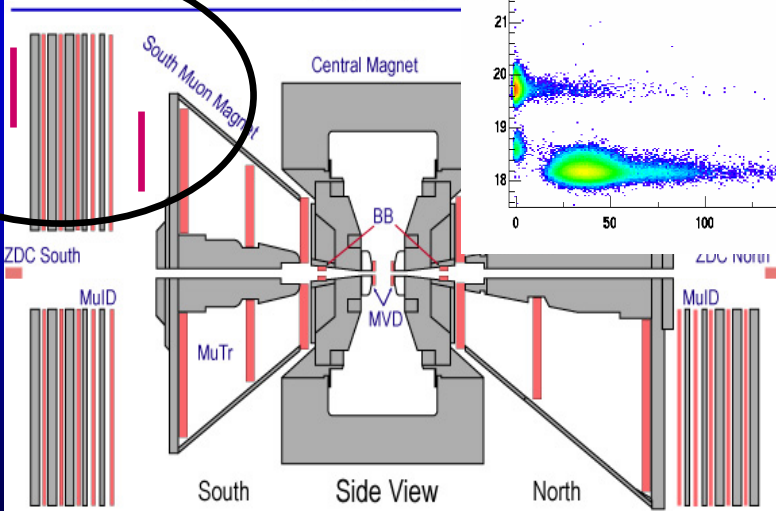 21
20
19
18
0
50
100
South Muon Magnet
Central Magnet
BB
ZDC South
ZDC North
MuID
MuID
MVD
MuTr
South
Side View
North